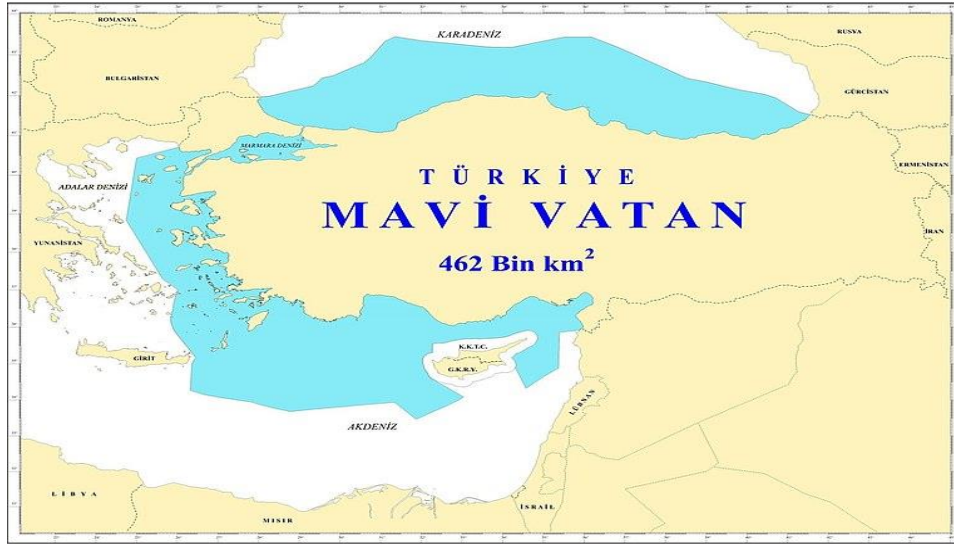 ROMANYA
KARADENİZ
RUSYA
BULGARİSTAN
GÜRCİSTAN
MARMARA DENİZİ
ERMENİSTAN
TÜRKİYE
ADALAR DENİZİ
MAVİ VATAN
İRAN
YUNANİSTAN
462 Bin km²
K.K.T.C.
GİRİT
G.K.R.Y.
LÜBNAN
AKDENİZ
LİBYA
İSRAİL
MISIR